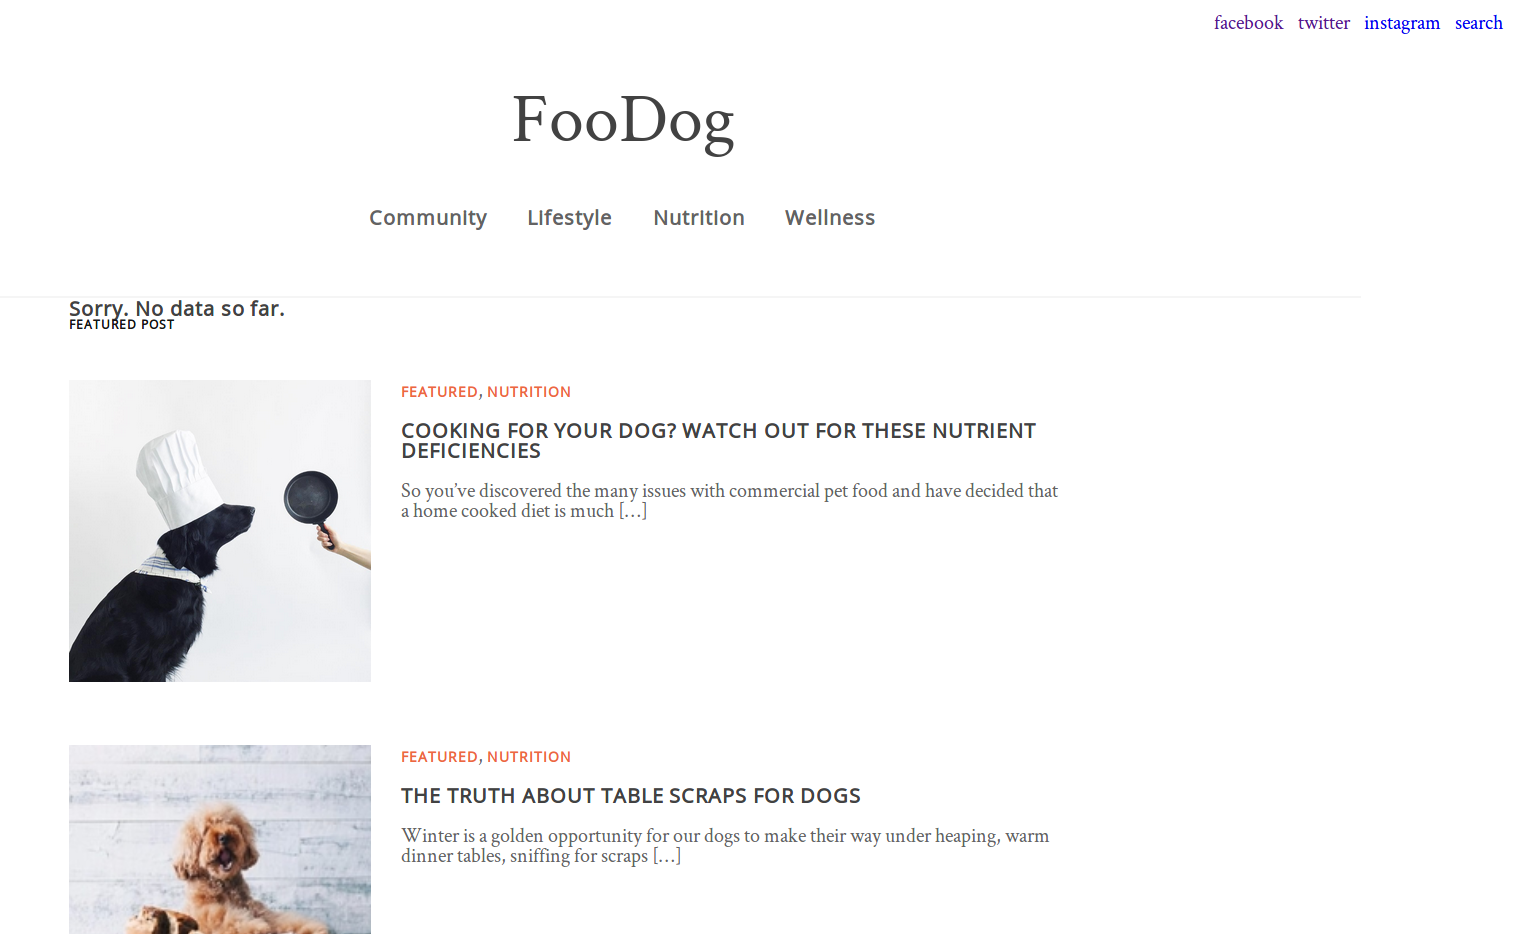 facebook twitter instagram search
FooDog
Community Lifestyle Nutrition Wellness
Sorry. No data so far.
FEATURED POST
FEATURED, NUTRITION
COOKING FOR YOUR DOG? WATCH OUT FOR THESE NUTRIENT
DEFICIENCIES
So you’ve discovered the many issues with commercial pet food and have decided that
a home cooked diet is much […]
FEATURED, NUTRITION
THE TRUTH ABOUT TABLE SCRAPS FOR DOGS
Winter is a golden opportunity for our dogs to make their way under heaping, warm
dinner tables, sniffing for scraps […]